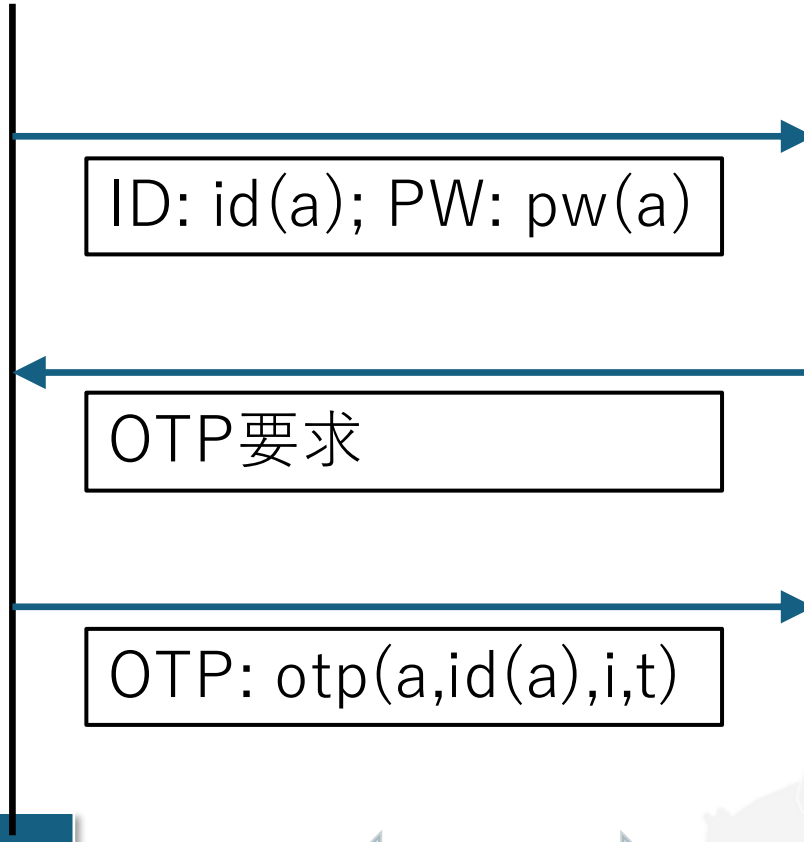 ID: id(a); PW: pw(a)
OTP要求
OTP: otp(a,id(a),i,t)